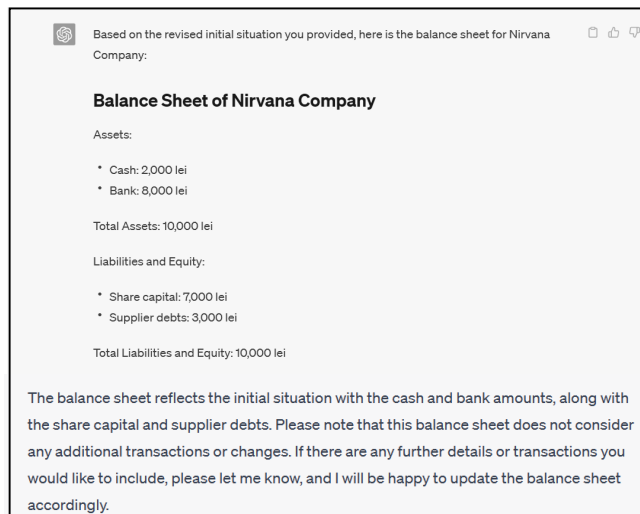 Based on the revised initial situation you provided, here is the balance sheet for Nirvana
Company:
Balance Sheet of Nirvana Company
Assets:
• Cash: 2,000 lei
• Bank: 8,000 lei
Total Assets: 10,000 lei
Liabilities and Equity:
• Share capital: 7,000 lei
• Supplier debts: 3,000 lei
Total Liabilities and Equity: 10,000 lei
The balance sheet reflects the initial situation with the cash and bank amounts, along with
the share capital and supplier debts. Please note that this balance sheet does not consider
any additional transactions or changes. If there are any further details or transactions you
would like to include, please let me know, and I will be happy to update the balance sheet
accordingly.